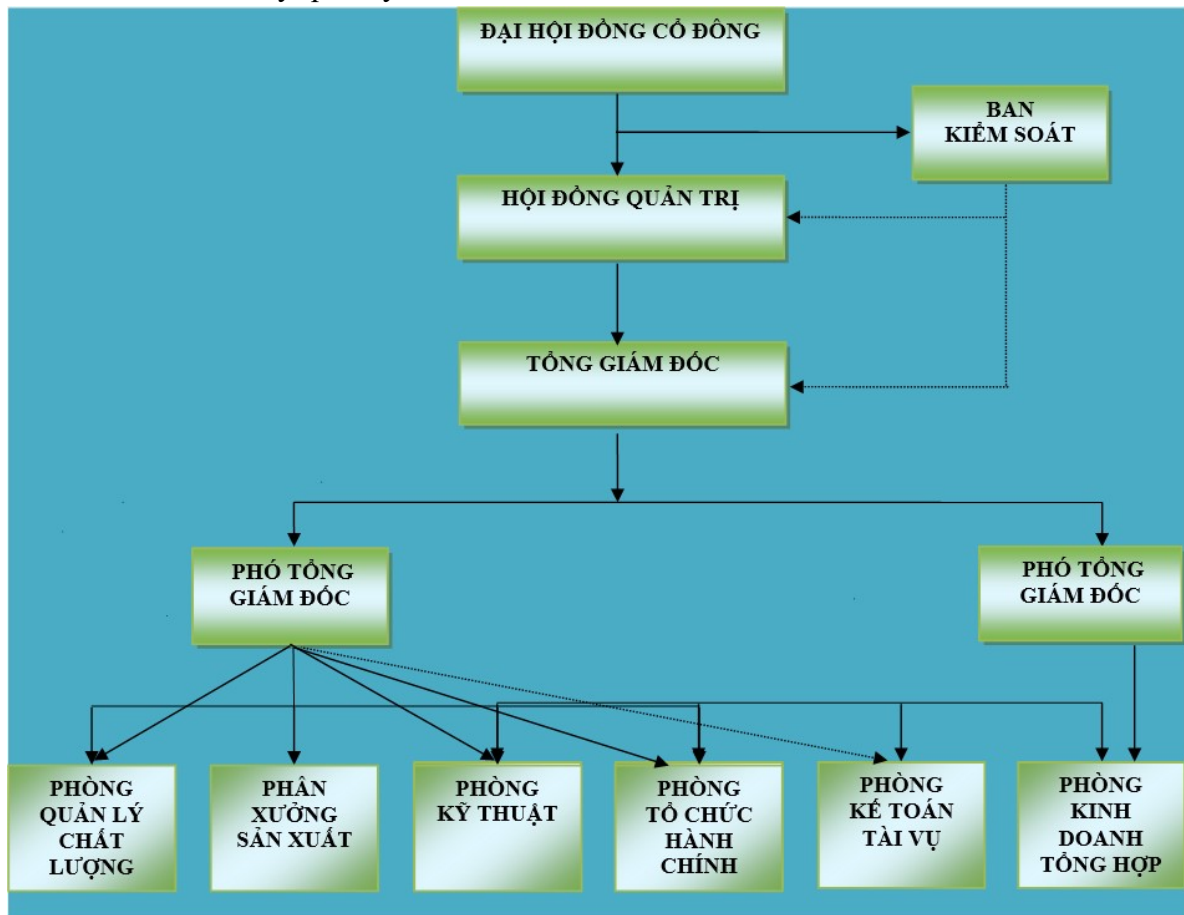 ĐẠI HỘI ĐỒNG CỔ ĐÔNG
BAN
KIỂM SOÁT
HỘI ĐỒNG QUẢN TRỊ
TỔNG GIÁM ĐỐC
PHÓ TỔNG
GIÁM ĐỐC
PHÓ TỔNG
GIÁM ĐỐC
PHÒNG
QUẢN LÝ
CHẤT
LƯỢNG
PHÂN
XƯỞNG
SẢN XUẤT
PHÒNG
KỸ THUẬT
PHÒNG
TỔ CHỨC
HÀNH
CHÍNH
PHÒNG
KẾ TOÁN
TÀI VỤ
PHÒNG
KINH
DOANH
TỔNG HỢP